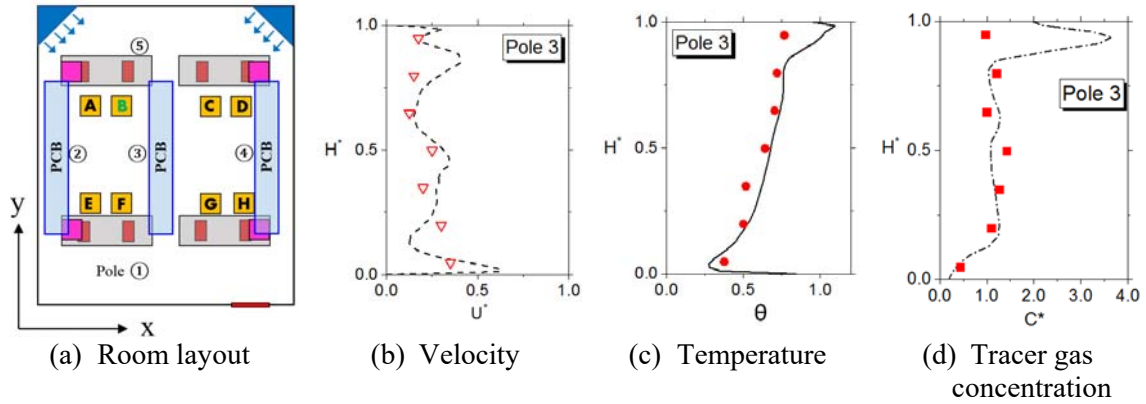 ⑤
A B C D
PCB ② ③ PCB ④ PCB
E F G H
Pole ①
y
x
(a) Room layout
Pole 3
1.0
H*
0.5
0.0
0.0 0.5 1.0
U*
(b) Velocity
Pole 3
1.0
H*
0.5
0.0
0.0 0.5 1.0
θ
(c) Temperature
Pole 3
1.0
H*
0.5
0.0
0.0 1.0 2.0 3.0 4.0
C*
(d) Tracer gas
concentration